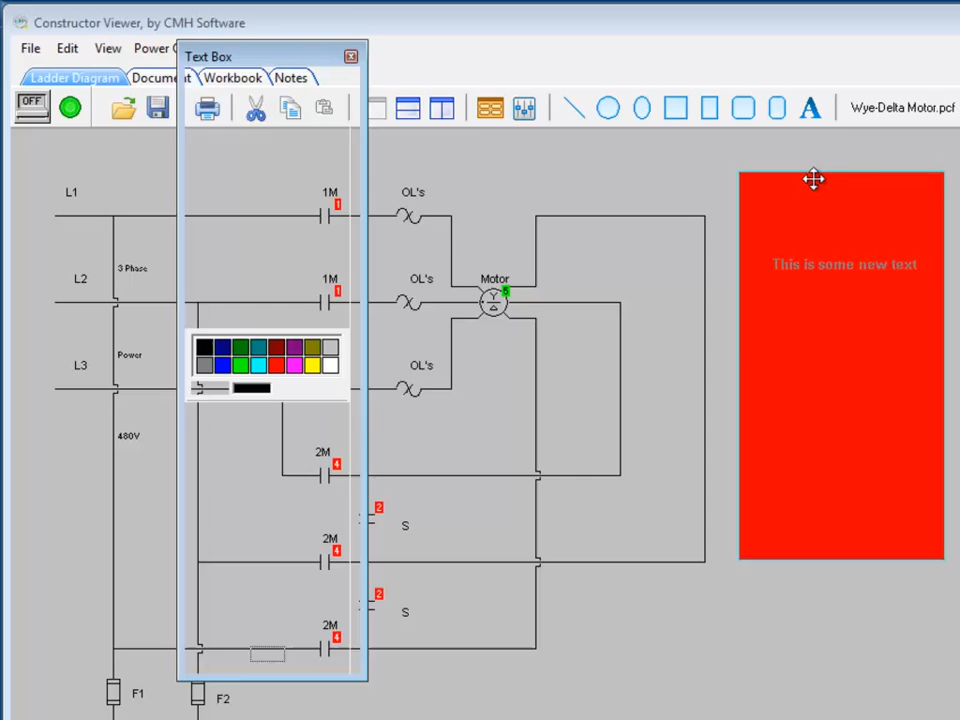 Constructor Viewer, by CMH Software
File Edit View Power
Text Box
Ladder Diagram Document Workbook Notes
OFF
A
Wye-Delta Motor.pcf
L1
1M
1
OL's
3 Phase
L2
1M
1
OL's
Motor
5
This is some new text
Power
L3
OL's
480V
2M
4
2
S
2M
4
2
S
2M
4
F1
F2